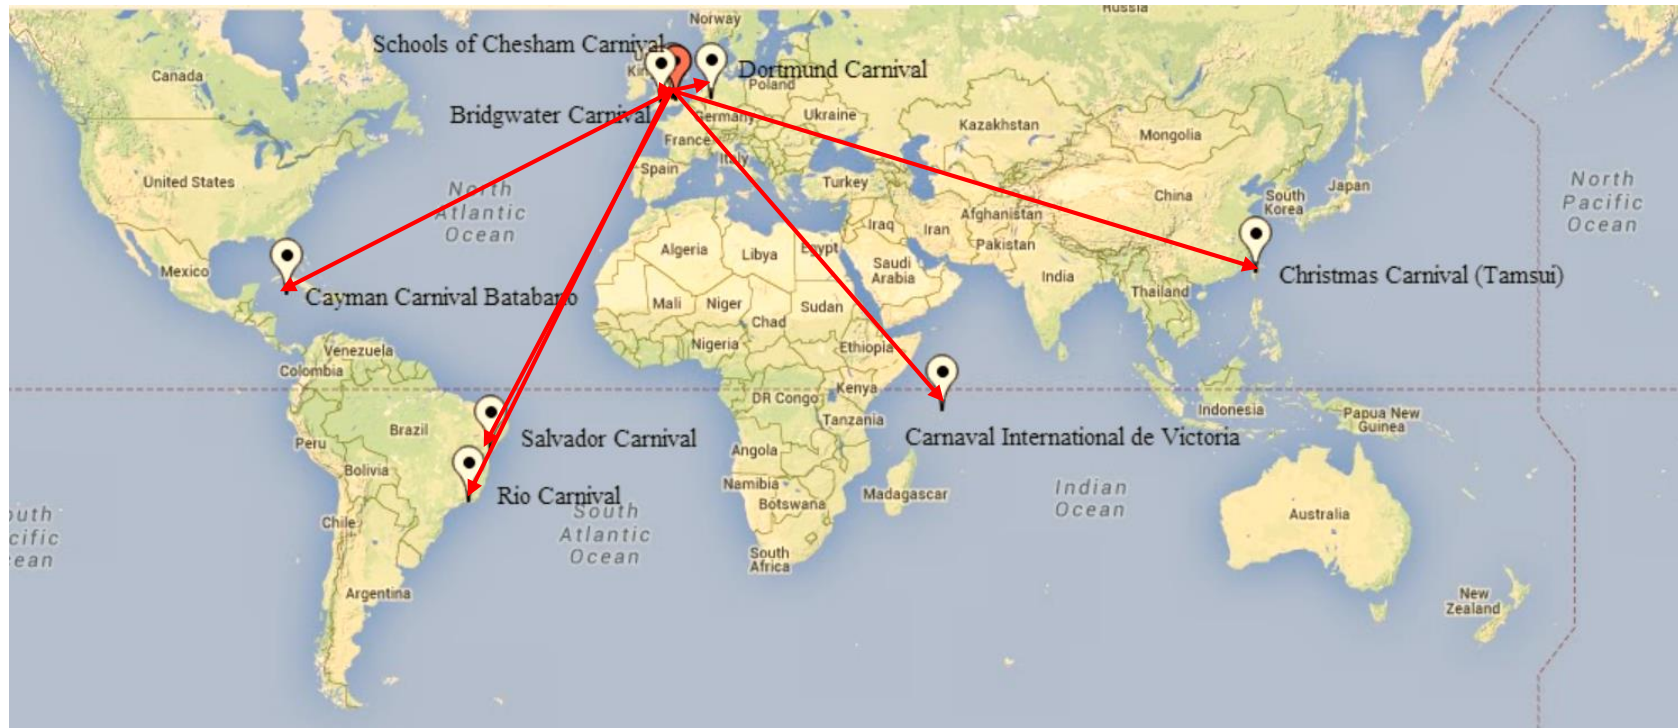 Russia
Norway
Schools of Chesham Carnival
Dortmund Carnival
Canada
Poland
Bridgwater Carnival
Germany
Ukraine
Kazakhstan
Mongolia
France
Italy
Spain
Turkey
United States
China
Japan
South
Korea
North
Atlantic
Ocean
North
Pacific
Ocean
Afghanistan
Iraq
Iran
Pakistan
Algeria
Libya
Egypt
Saudi
Arabia
India
Mexico
Thailand
Christmas Carnival (Tamsui)
Cayman Carnival Batabano
Mali
Niger
Sudan
Chad
Nigeria
Ethiopia
Venezuela
Colombia
Kenya
DR Congo
Tanzania
Indonesia
Papua New
Guinea
Brazil
Peru
Salvador Carnival
Carnaval International de Victoria
Angola
Bolivia
Namibia
Botswana
Madagascar
Rio Carnival
Indian
Ocean
South
Atlantic
Ocean
Chile
Australia
South
Africa
Argentina
New
Zealand